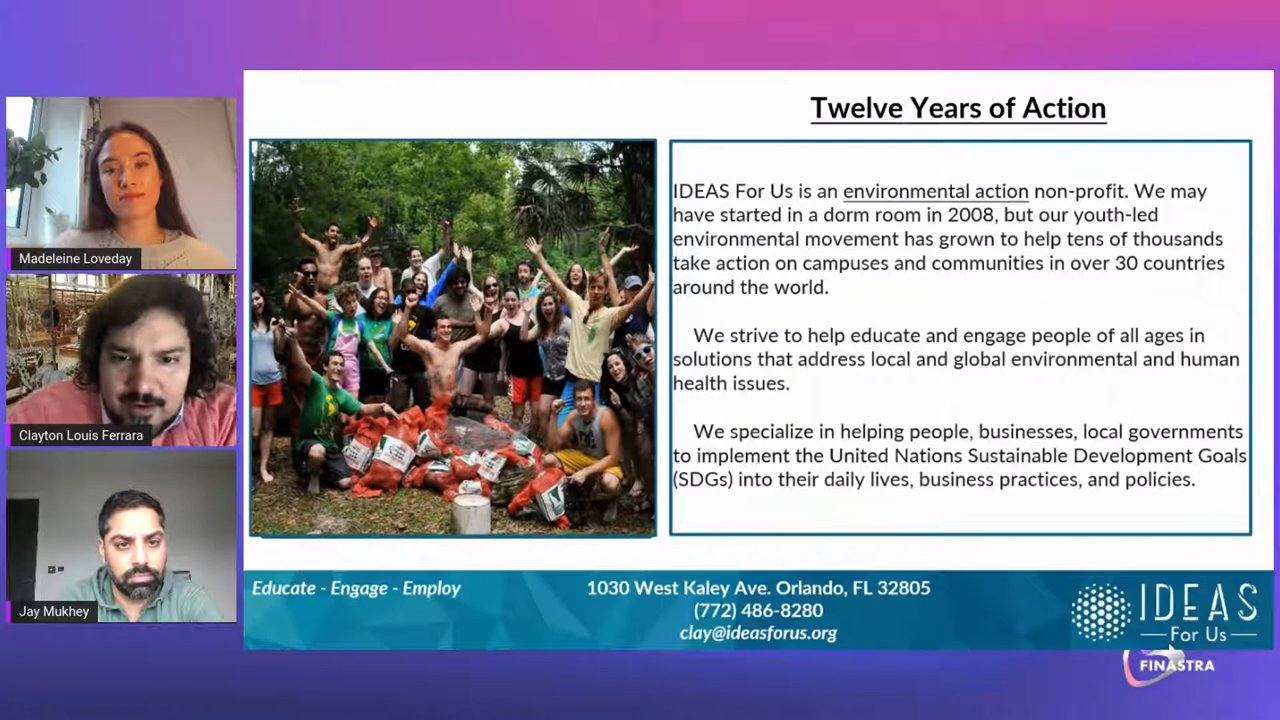 Twelve Years of Action
Madeleine Loveday
Clayton Louis Ferrara
Jay Mukhey
IDEAS For Us is an environmental action non-profit. We may
have started in a dorm room in 2008, but our youth-led
environmental movement has grown to help tens of thousands
take action on campuses and communities in over 30 countries
around the world.
We strive to help educate and engage people of all ages in
solutions that address local and global environmental and human
health issues.
We specialize in helping people, businesses, local governments
to implement the United Nations Sustainable Development Goals
(SDGs) into their daily lives, business practices, and policies.
Educate - Engage - Employ
1030 West Kaley Ave. Orlando, FL 32805
(772) 486-8280
clay@ideasforus.org
IDEAS
For Us
FINASTRA